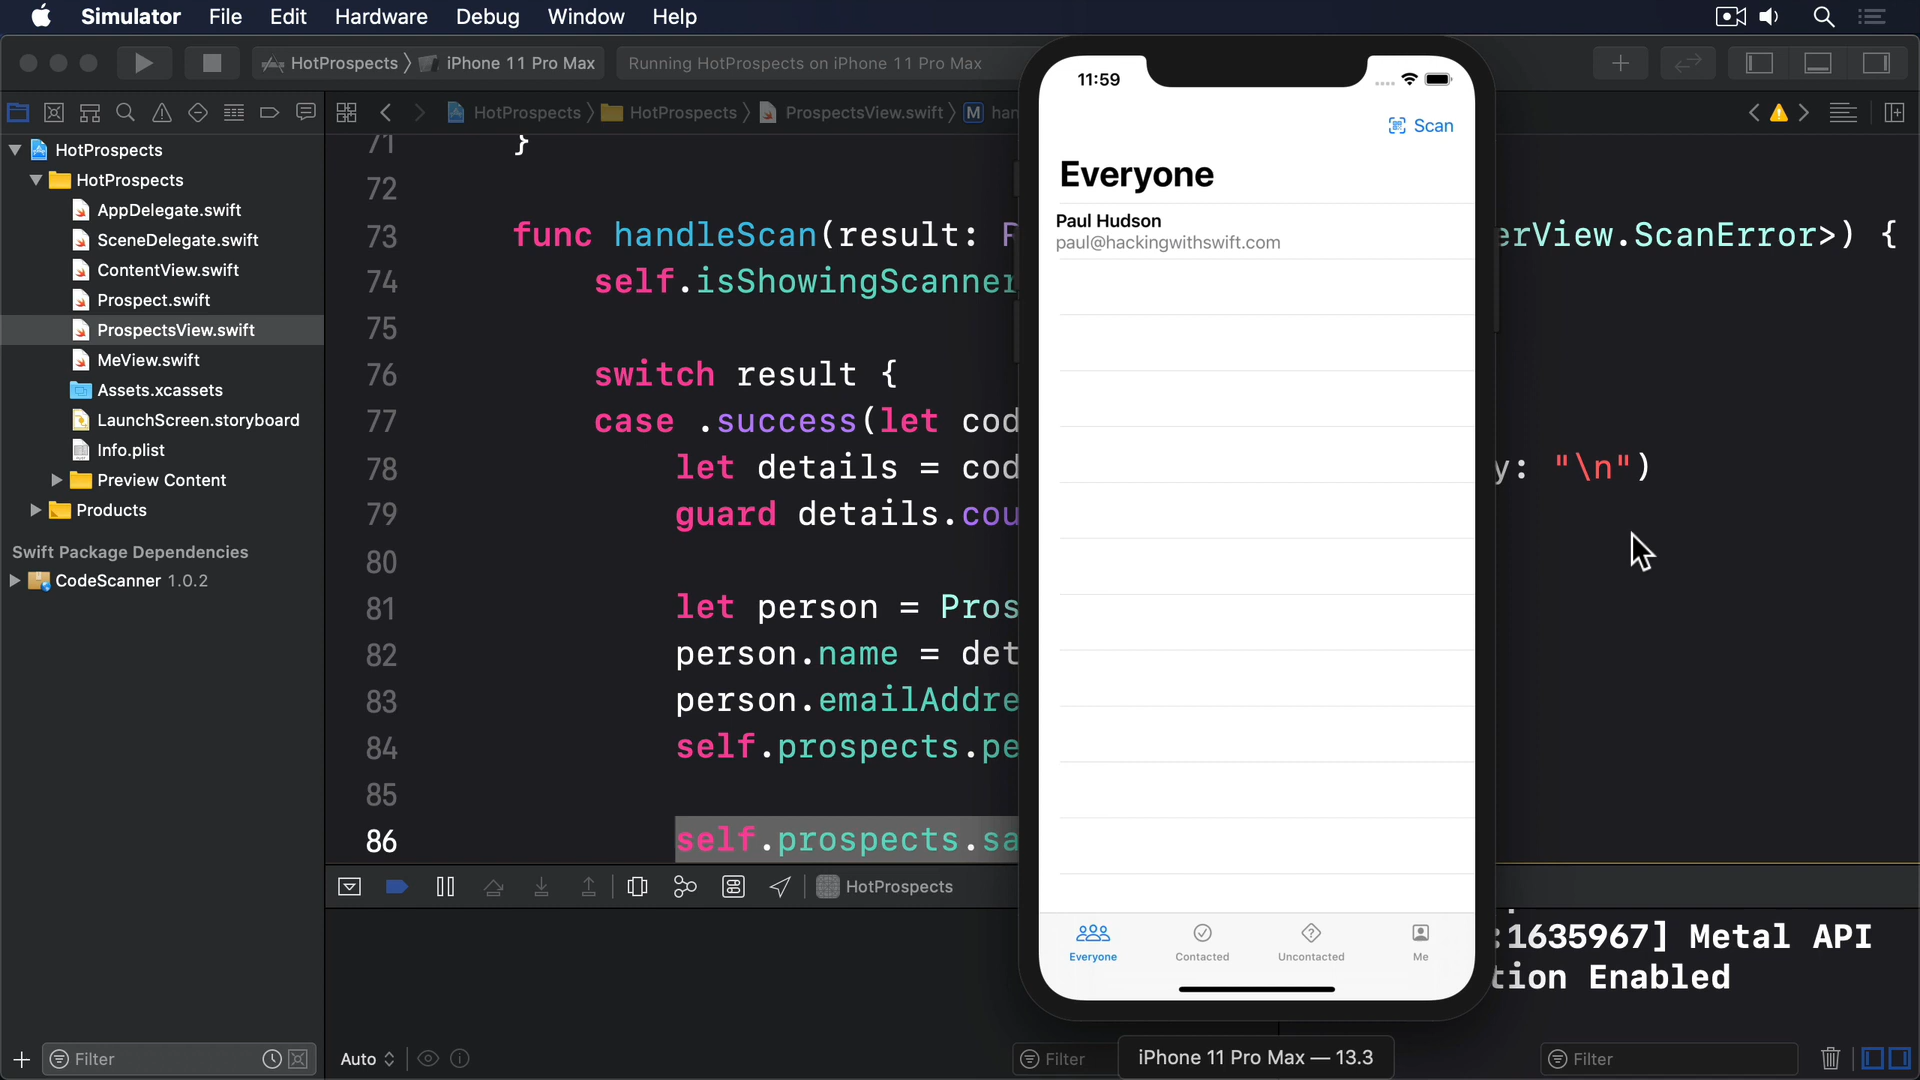 Simulator File Edit Hardware Debug Window Help
HotProspects iPhone 11 Pro Max Running HotProspects on iPhone 11 Pro Max
HotProspects HotProspects ProspectsView.swift M han
HotProspects
HotProspects
AppDelegate.swift
SceneDelegate.swift
ContentView.swift
Prospect.swift
ProspectsView.swift
MeView.swift
Assets.xcassets
LaunchScreen.storyboard
Info.plist
Preview Content
Products
Swift Package Dependencies
CodeScanner 1.0.2
Filter
71 }
72
73 func handleScan(result: R
erView.ScanError>) {
74 self.isShowingScanner
75
76 switch result {
77 case .success(let cod
78 let details = cod
y: "\n")
79 guard details.cou
80
81 let person = Pros
82 person.name = det
83 person.emailAddre
84 self.prospects.pe
85
86 self.prospects.sa
HotProspects
:1635967] Metal API
tion Enabled
Auto
Filter
Filter
11:59
Scan
Everyone
Paul Hudson
paul@hackingwithswift.com
Everyone Contacted Uncontacted Me
iPhone 11 Pro Max — 13.3